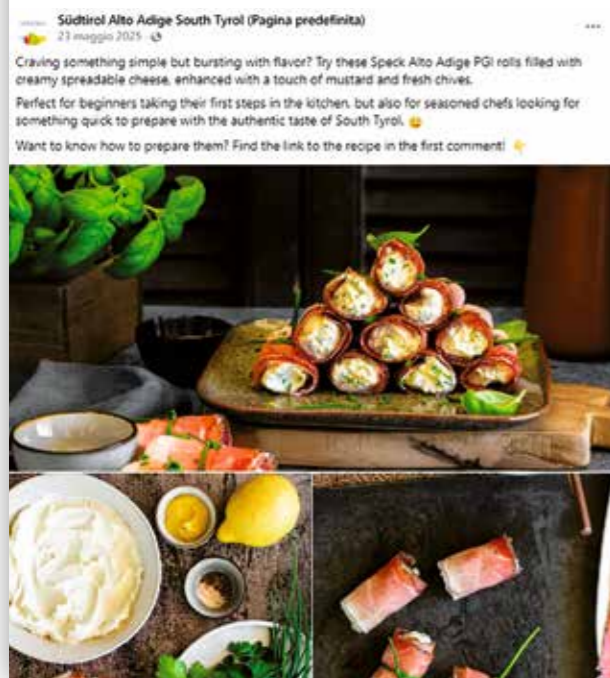 Südtirol Alto Adige South Tyrol (Pagina predefinita)
23 maggio 2025 ·
Craving something simple but bursting with flavor? Try these Speck Alto Adige PGI rolls filled with
creamy spreadable cheese, enhanced with a touch of mustard and fresh chives.
Perfect for beginners taking their first steps in the kitchen, but also for seasoned chefs looking for
something quick to prepare with the authentic taste of South Tyrol. 😋
Want to know how to prepare them? Find the link to the recipe in the first comment! 👇